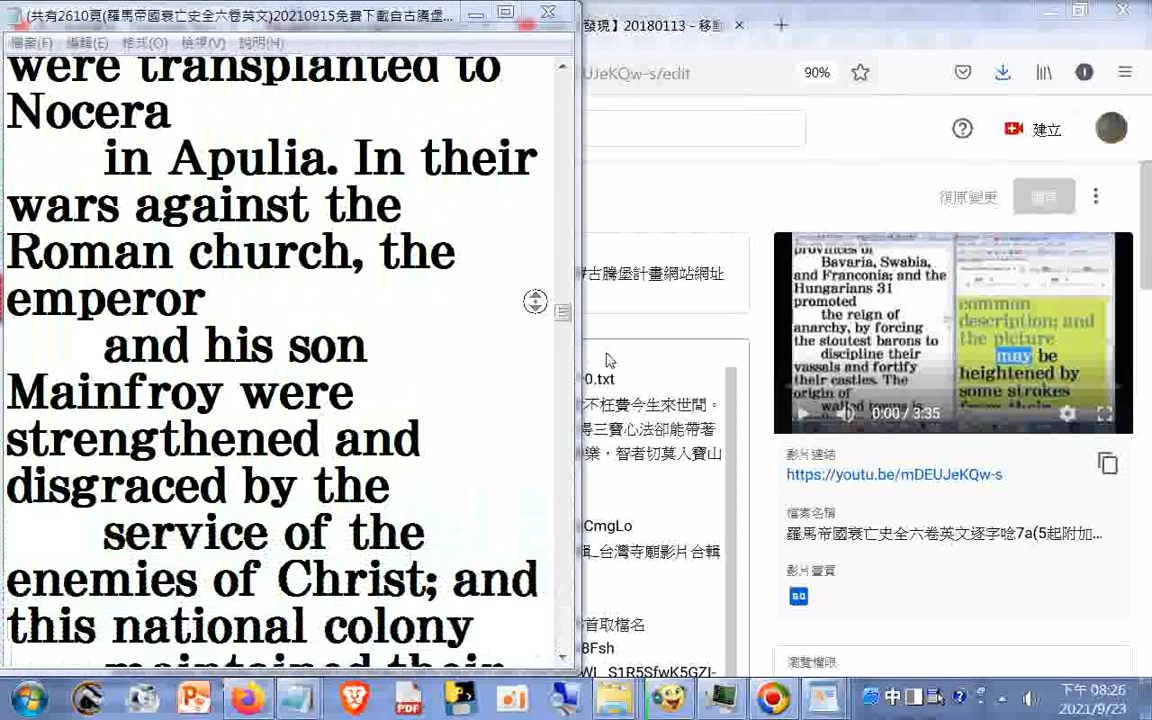 (共有2610頁(羅馬帝國衰亡史全六卷英文)20210915免費下載自古騰堡...
檔案(F) 編輯(E) 格式(O) 檢視(V) 說明(H)
were transplanted to
Nocera
in Apulia. In their
wars against the
Roman church, the
emperor
and his son
Mainfroy were
strengthened and
disgraced by the
service of the
enemies of Christ; and
this national colony
maintained their
發現】20180113 - 移動
UJeKQw-s/edit
90%
建立
復原變更
#古騰堡計畫網站網址
0.txt
不枉費今生來世間。
得三寶心法卻能帶著
樂，智者切莫入寶山
CmgLo
輯_台灣寺廟影片合輯
首取檔名
8Fsh
WI_S1R5SfwK5GZI-
provinces of
Bavaria, Swabia,
and Franconia; and the
Hungarians 31
promoted
the reign of
anarchy, by forcing
the stoutest barons to
discipline their
vassals and fortify
their castles. The
origin of
walled towns is
common
description; and
the picture
may be
heightened by
some strokes
from their
0:00 / 3:35
影片連結
https://youtu.be/mDEUJeKQw-s
檔案名稱
羅馬帝國衰亡史全六卷英文逐字唸7a(5起附加...
影片畫質
瀏覽權限
PDF
中
下午 08:26
2021/9/23